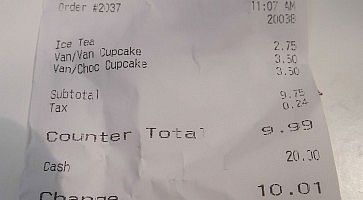 Order #2037 11:07 AM
20038
Ice Tea 2.75
Van/Van Cupcake 3.50
Van/Choc Cupcake 3.50
Subtotal 9.75
Tax 0.24
Counter Total 9.99
Cash 20.00
Change 10.01